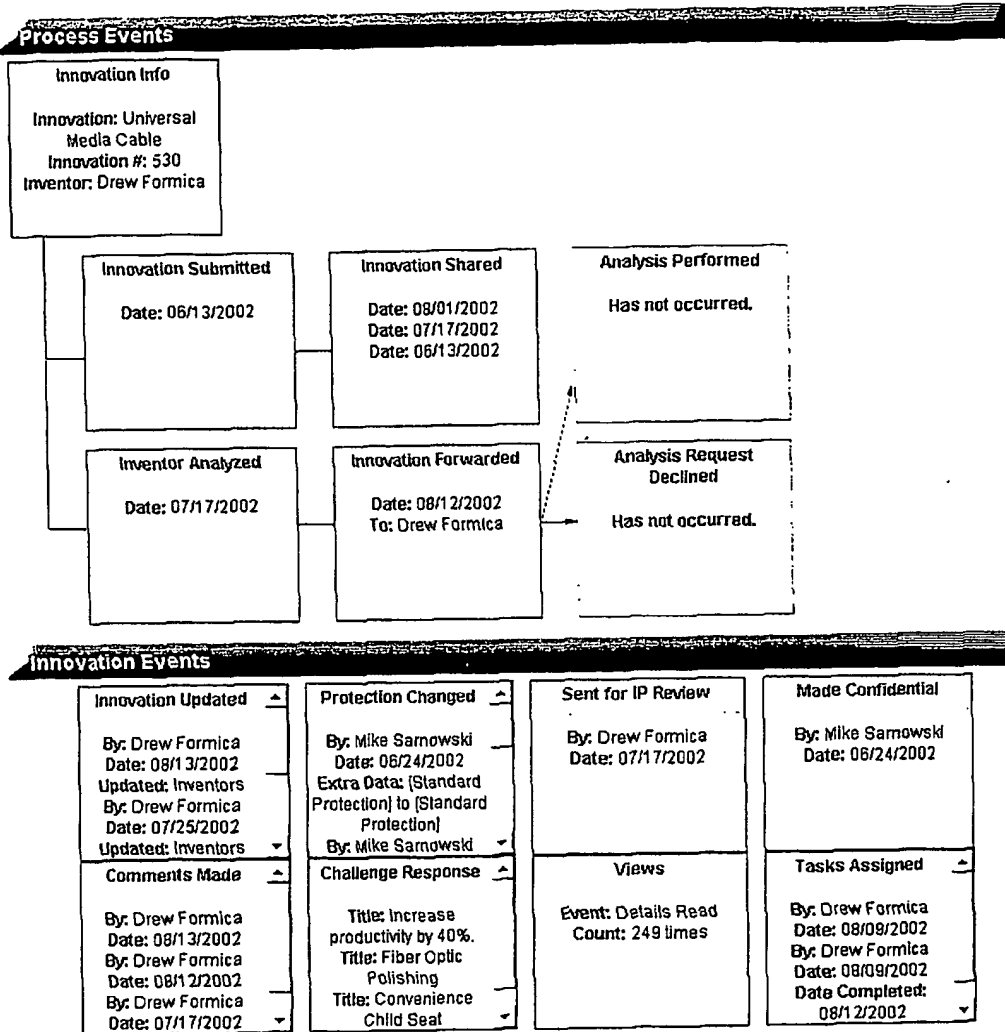 Process Events
Innovation Info
Innovation: Universal
Media Cable
Innovation #: 530
Inventor: Drew Formica
Innovation Submitted
Date: 06/13/2002
Innovation Shared
Date: 08/01/2002
Date: 07/17/2002
Date: 06/13/2002
Analysis Performed
Has not occurred.
Inventor Analyzed
Date: 07/17/2002
Innovation Forwarded
Date: 08/12/2002
To: Drew Formica
Analysis Request
Declined
Has not occurred.
Innovation Events
Innovation Updated
By: Drew Formica
Date: 08/13/2002
Updated: Inventors
By: Drew Formica
Date: 07/25/2002
Updated: Inventors
Protection Changed
By: Mike Sarnowski
Date: 06/24/2002
Extra Data: [Standard
Protection] to [Standard
Protection]
By: Mike Sarnowski
Sent for IP Review
By: Drew Formica
Date: 07/17/2002
Made Confidential
By: Mike Sarnowski
Date: 06/24/2002
Comments Made
By: Drew Formica
Date: 08/13/2002
By: Drew Formica
Date: 08/12/2002
By: Drew Formica
Date: 07/17/2002
Challenge Response
Title: Increase
productivity by 40%.
Title: Fiber Optic
Polishing
Title: Convenience
Child Seat
Views
Event: Details Read
Count: 249 times
Tasks Assigned
By: Drew Formica
Date: 08/09/2002
By: Drew Formica
Date: 08/09/2002
Date Completed:
08/12/2002